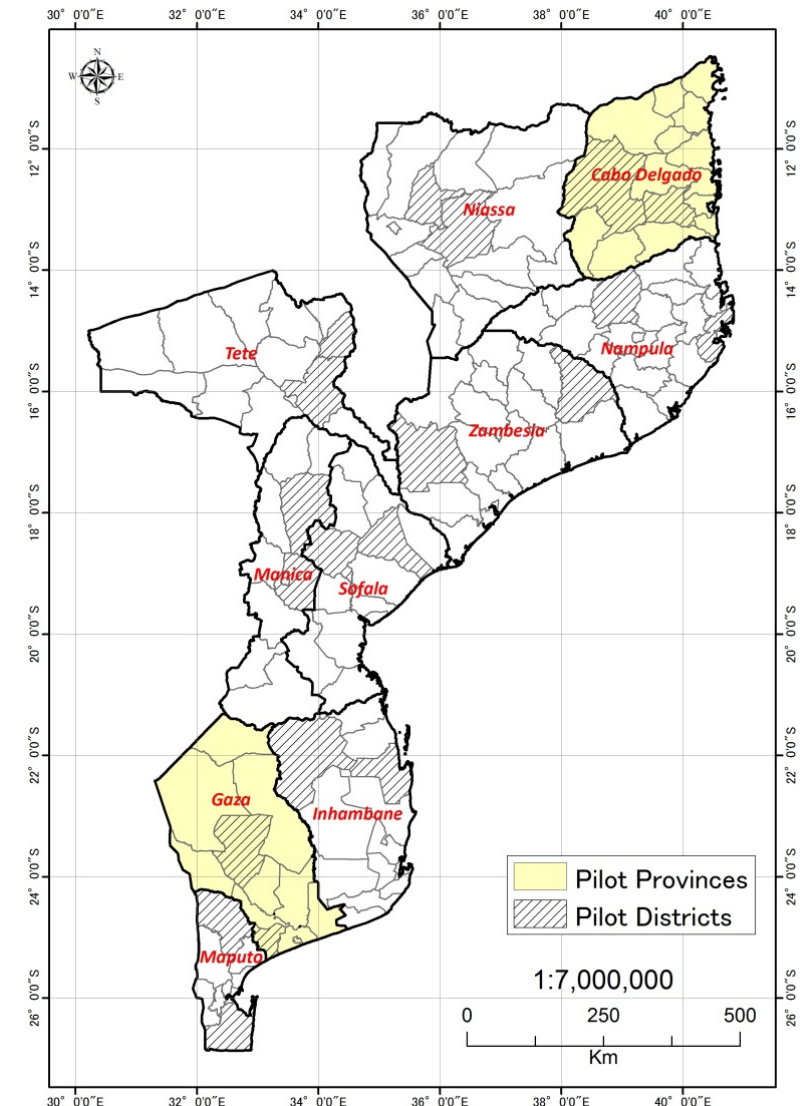 30° 0'0"E 32° 0'0"E 34° 0'0"E 36° 0'0"E 38° 0'0"E 40° 0'0"E
N
W E
S
12° 0'0"S 12° 0'0"S
Cabo Delgado
Niassa
14° 0'0"S 14° 0'0"S
Tete
Nampula
16° 0'0"S 16° 0'0"S
Zambesia
18° 0'0"S 18° 0'0"S
Manica
Sofala
20° 0'0"S 20° 0'0"S
22° 0'0"S 22° 0'0"S
Gaza
Inhambane
24° 0'0"S 24° 0'0"S
Pilot Provinces
Pilot Districts
Maputo
1:7,000,000
26° 0'0"S 26° 0'0"S
0 250 500
Km
30° 0'0"E 32° 0'0"E 34° 0'0"E 36° 0'0"E 38° 0'0"E 40° 0'0"E